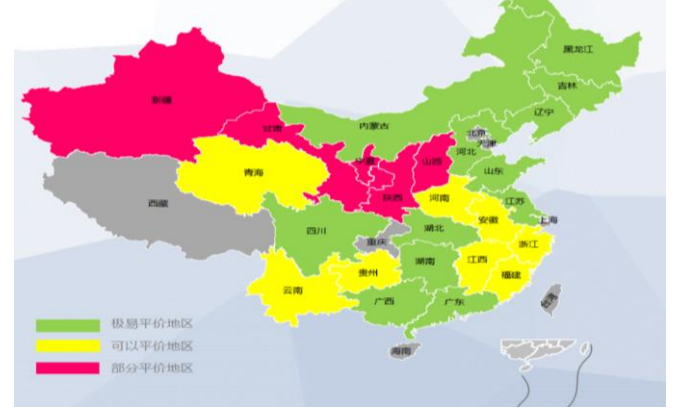 黑龙江
吉林
辽宁
内蒙古
新疆
甘肃
北京
天津
河北
山西
宁夏
山东
青海
陕西
河南
西藏
江苏
安徽
上海
四川
湖北
重庆
浙江
江西
湖南
贵州
福建
云南
广西
广东
台湾
海南
极易平价地区
可以平价地区
部分平价地区